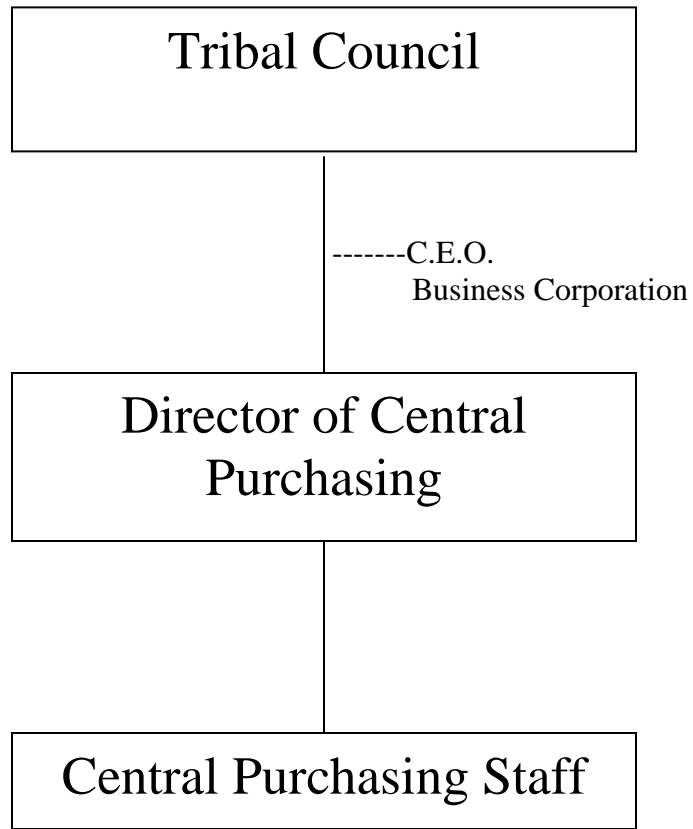 Tribal Council
-------C.E.O.
Business Corporation
Director of Central
Purchasing
Central Purchasing Staff